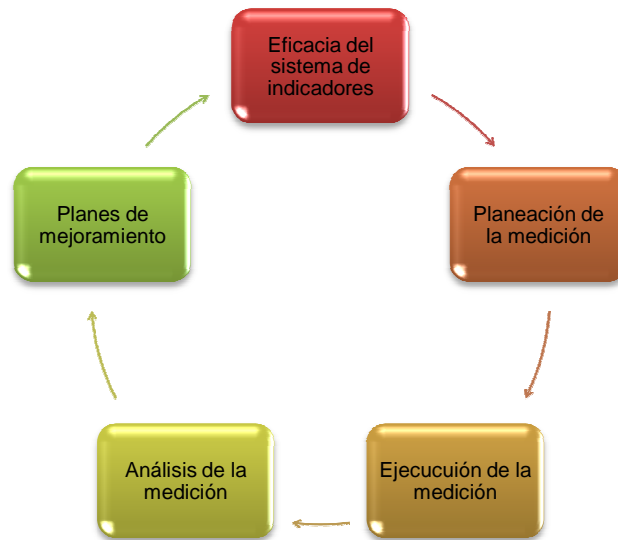 Eficacia del
sistema de
indicadores
Planeación de
la medición
Ejecucuión de la
medición
Análisis de la
medición
Planes de
mejoramiento